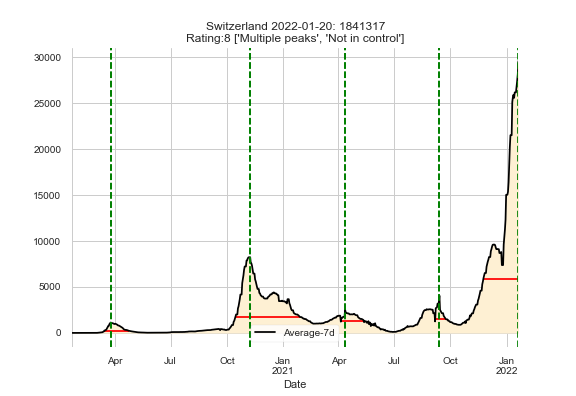 Switzerland 2022-01-20: 1841317
Rating:8 ['Multiple peaks', 'Not in control']
30000
25000
20000
15000
10000
5000
0
Average-7d
Apr Jul Oct Jan Apr Jul Oct Jan
2021 2022
Date